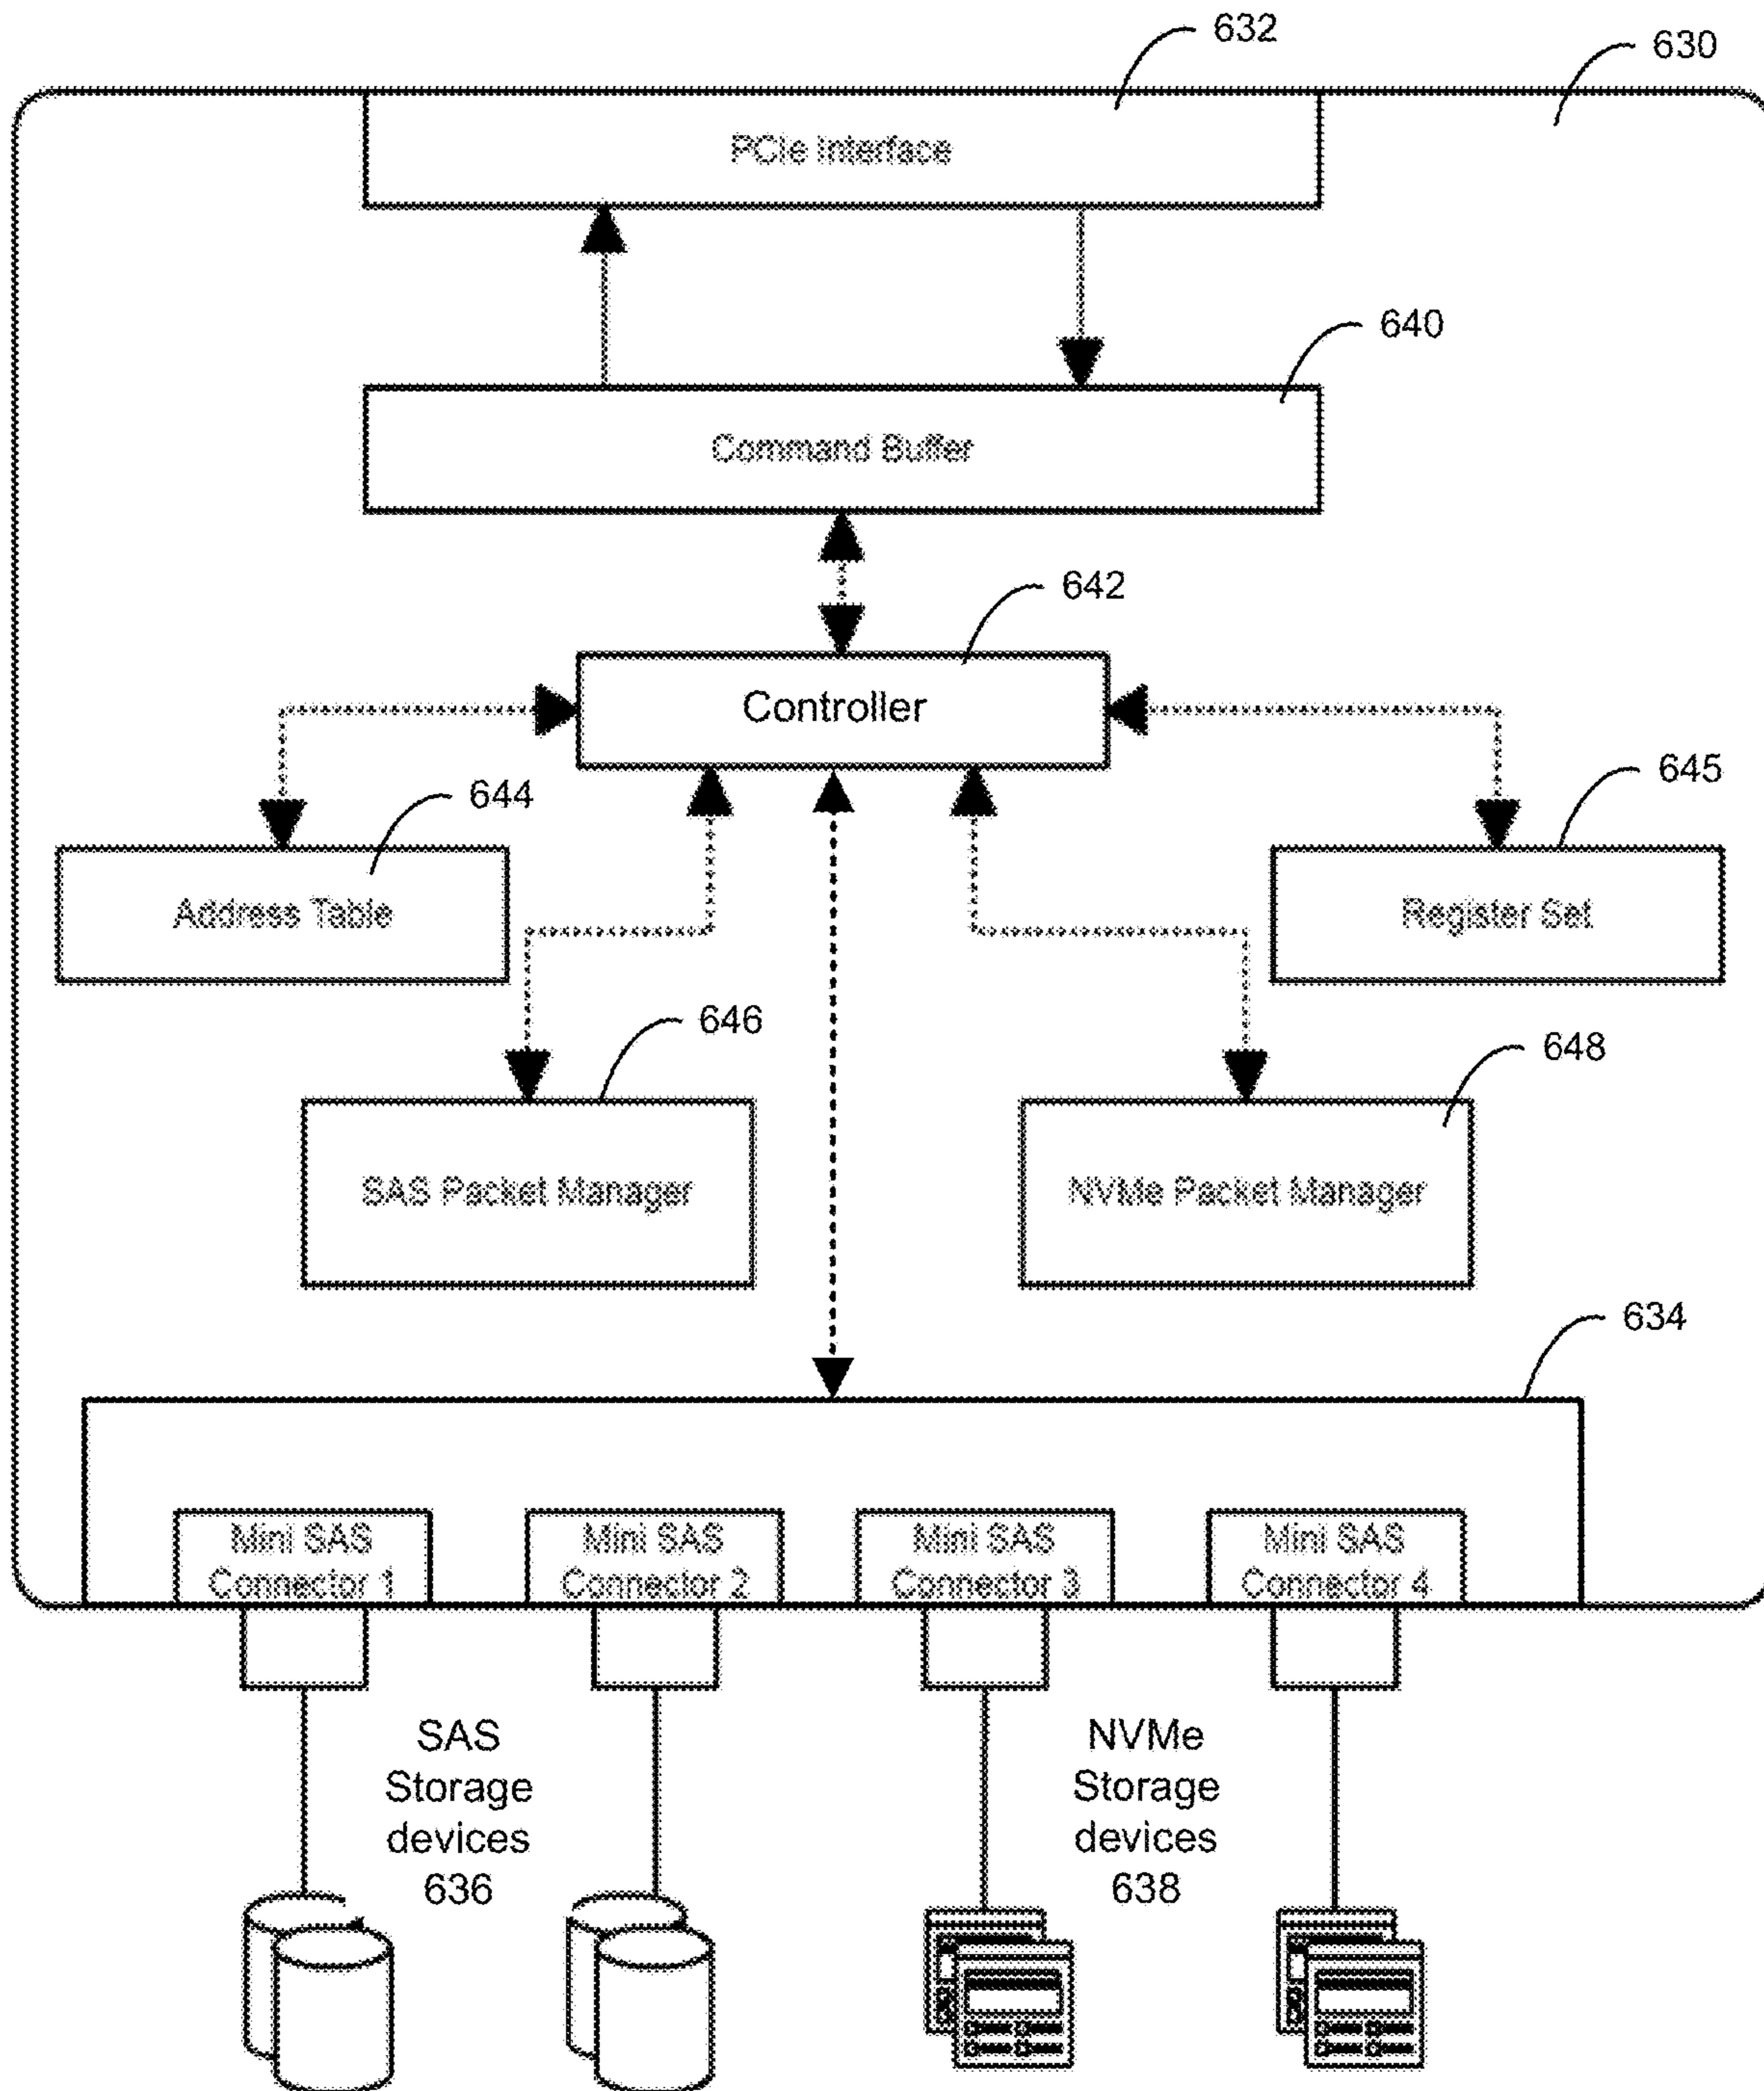 632
630
PCIe Interface
640
Command Buffer
642
Controller
644
645
Address Table
Register Set
646
648
SAS Packet Manager
NVMe Packet Manager
634
Mini SAS
Connector 1
Mini SAS
Connector 2
Mini SAS
Connector 3
Mini SAS
Connector 4
SAS
Storage
devices
636
NVMe
Storage
devices
638